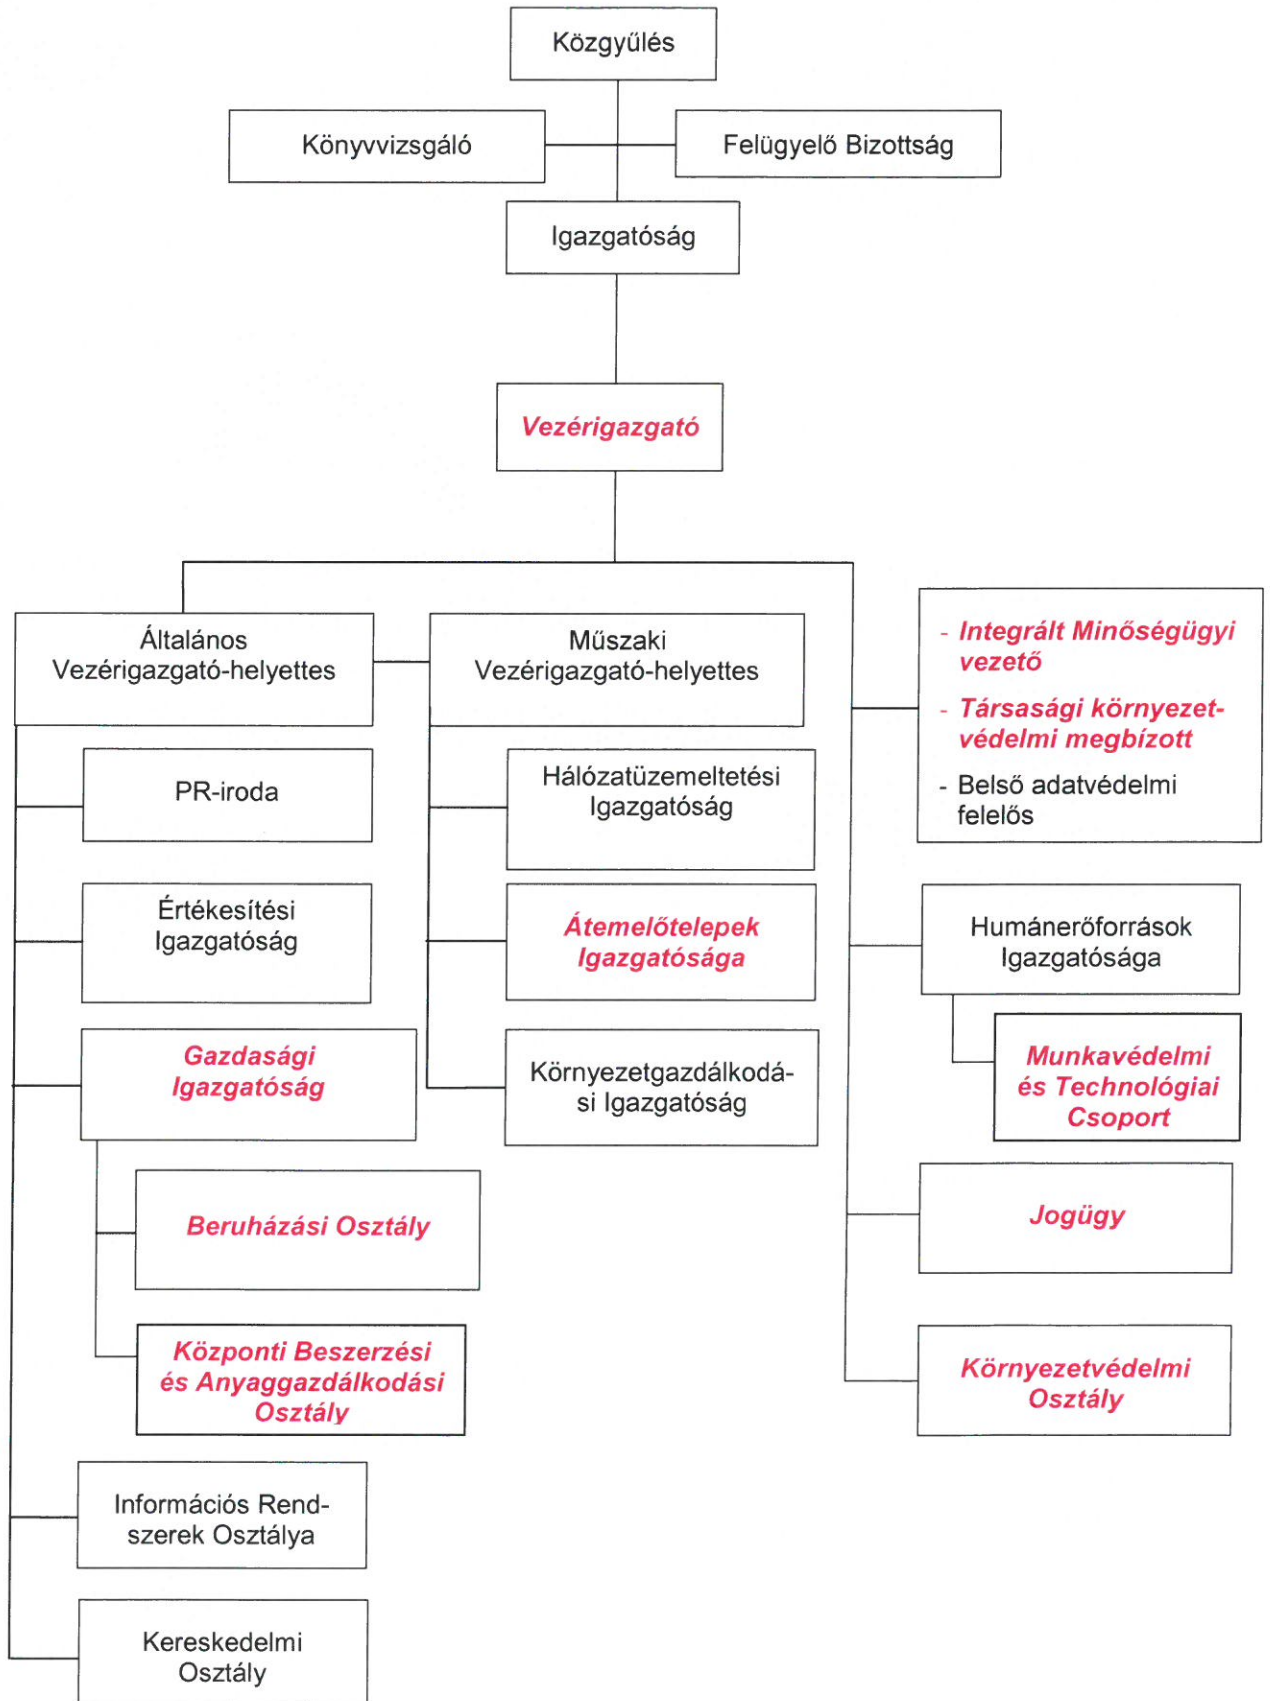 Közgyűlés
Könyvvizsgáló
Felügyelő Bizottság
Igazgatóság
Vezérigazgató
Általános
Vezérigazgató-helyettes
Műszaki
Vezérigazgató-helyettes
- Integrált Minőségügyi
vezető
- Társasági környezet-
védelmi megbízott
- Belső adatvédelmi
felelős
PR-iroda
Értékesítési
Igazgatóság
Gazdasági
Igazgatóság
Beruházási Osztály
Központi Beszerzési
és Anyaggazdálkodási
Osztály
Információs Rend-
szerek Osztálya
Kereskedelmi
Osztály
Hálózatüzemeltetési
Igazgatóság
Átemelőtelepek
Igazgatósága
Környezetgazdálkodá-
si Igazgatóság
Humánerőforrások
Igazgatósága
Munkavédelmi
és Technológiai
Csoport
Jogügy
Környezetvédelmi
Osztály